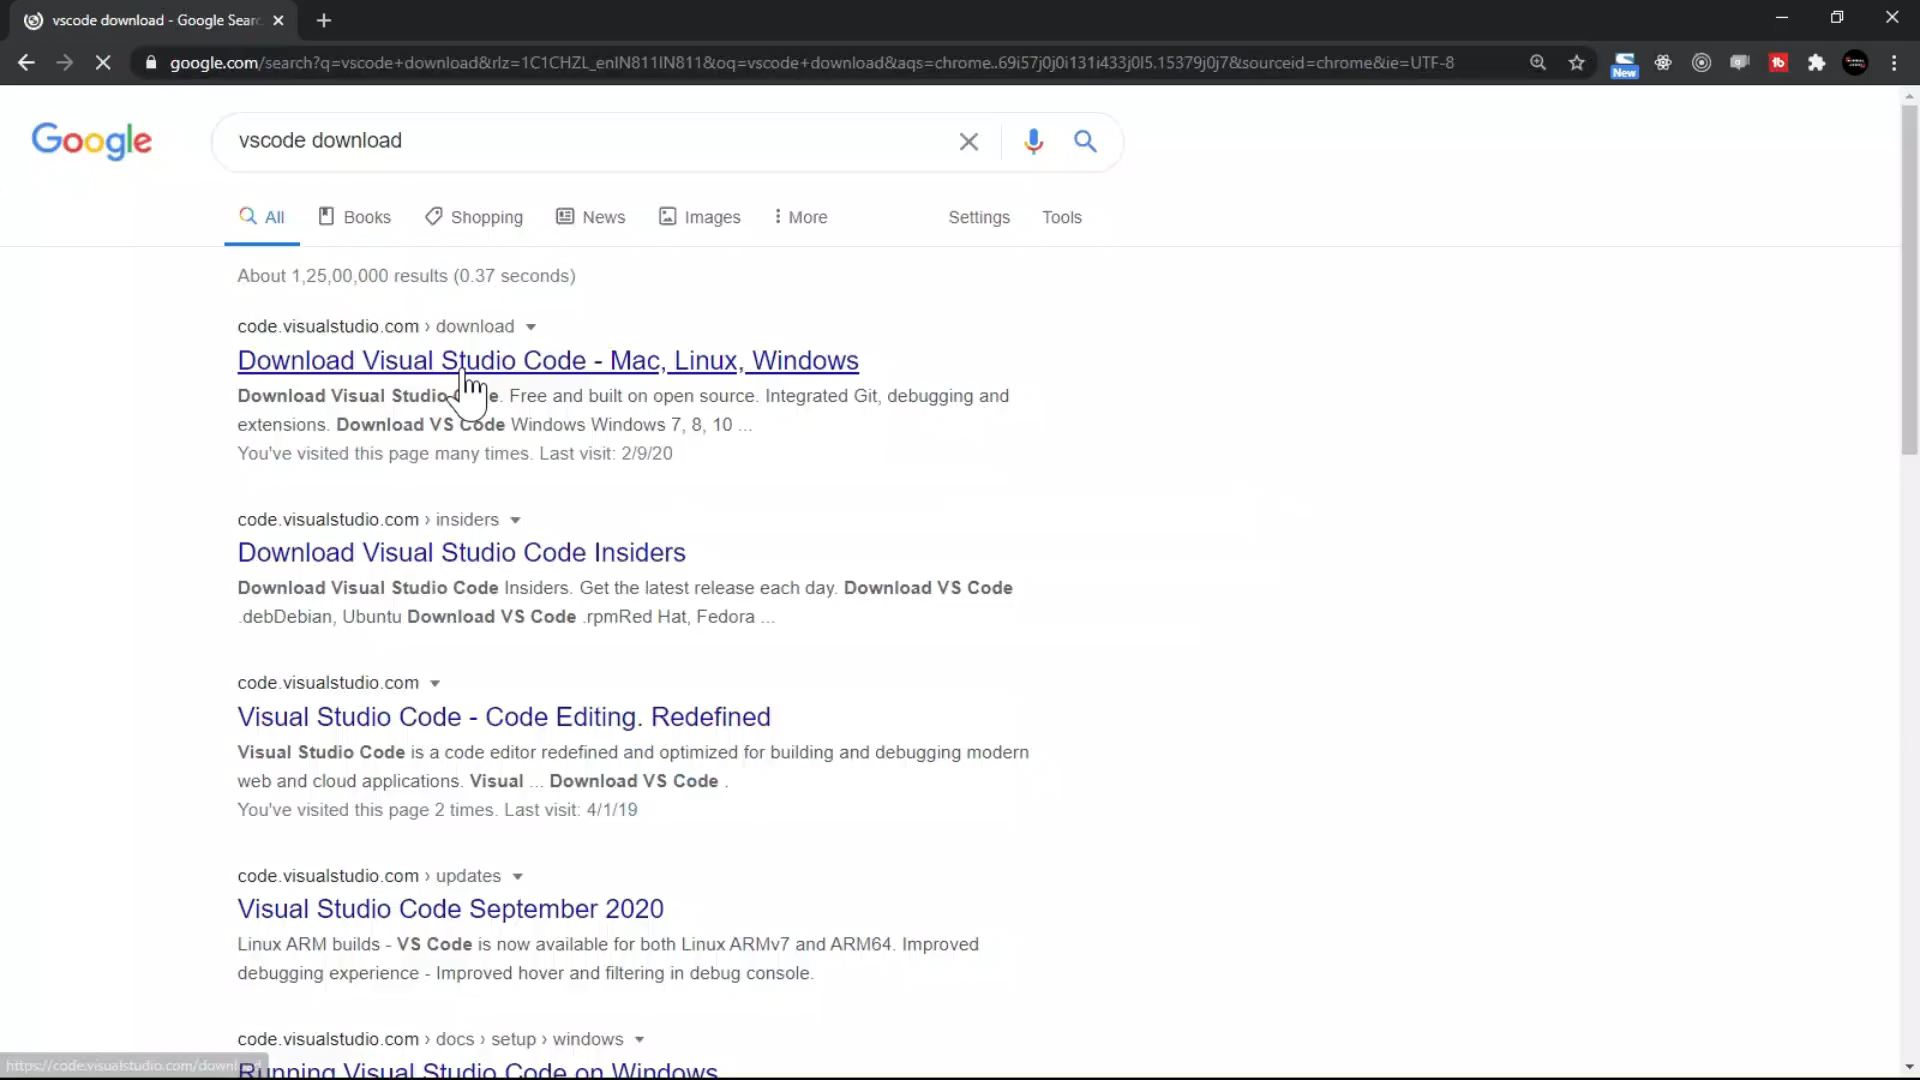 vscode download - Google Sear
google.com/search?q=vscode+download&rlz=1C1CHZL_enIN811IN811&oq=vscode+download&aqs=chrome..69i57j0j0i131i433j0l5.15379j0j7&sourceid=chrome&ie=UTF-8
New
Google
vscode download
All Books Shopping News Images More Settings Tools
About 1,25,00,000 results (0.37 seconds)
code.visualstudio.com › download
Download Visual Studio Code - Mac, Linux, Windows
Download Visual Studio e. Free and built on open source. Integrated Git, debugging and
extensions. Download VS Code Windows Windows 7, 8, 10 ...
You've visited this page many times. Last visit: 2/9/20
code.visualstudio.com › insiders
Download Visual Studio Code Insiders
Download Visual Studio Code Insiders. Get the latest release each day. Download VS Code
.debDebian, Ubuntu Download VS Code .rpmRed Hat, Fedora ...
code.visualstudio.com
Visual Studio Code - Code Editing. Redefined
Visual Studio Code is a code editor redefined and optimized for building and debugging modern
web and cloud applications. Visual ... Download VS Code .
You've visited this page 2 times. Last visit: 4/1/19
code.visualstudio.com › updates
Visual Studio Code September 2020
Linux ARM builds - VS Code is now available for both Linux ARMv7 and ARM64. Improved
debugging experience - Improved hover and filtering in debug console.
code.visualstudio.com › docs › setup › windows
Running Visual Studio Code on Windows
https://code.visualstudio.com/download